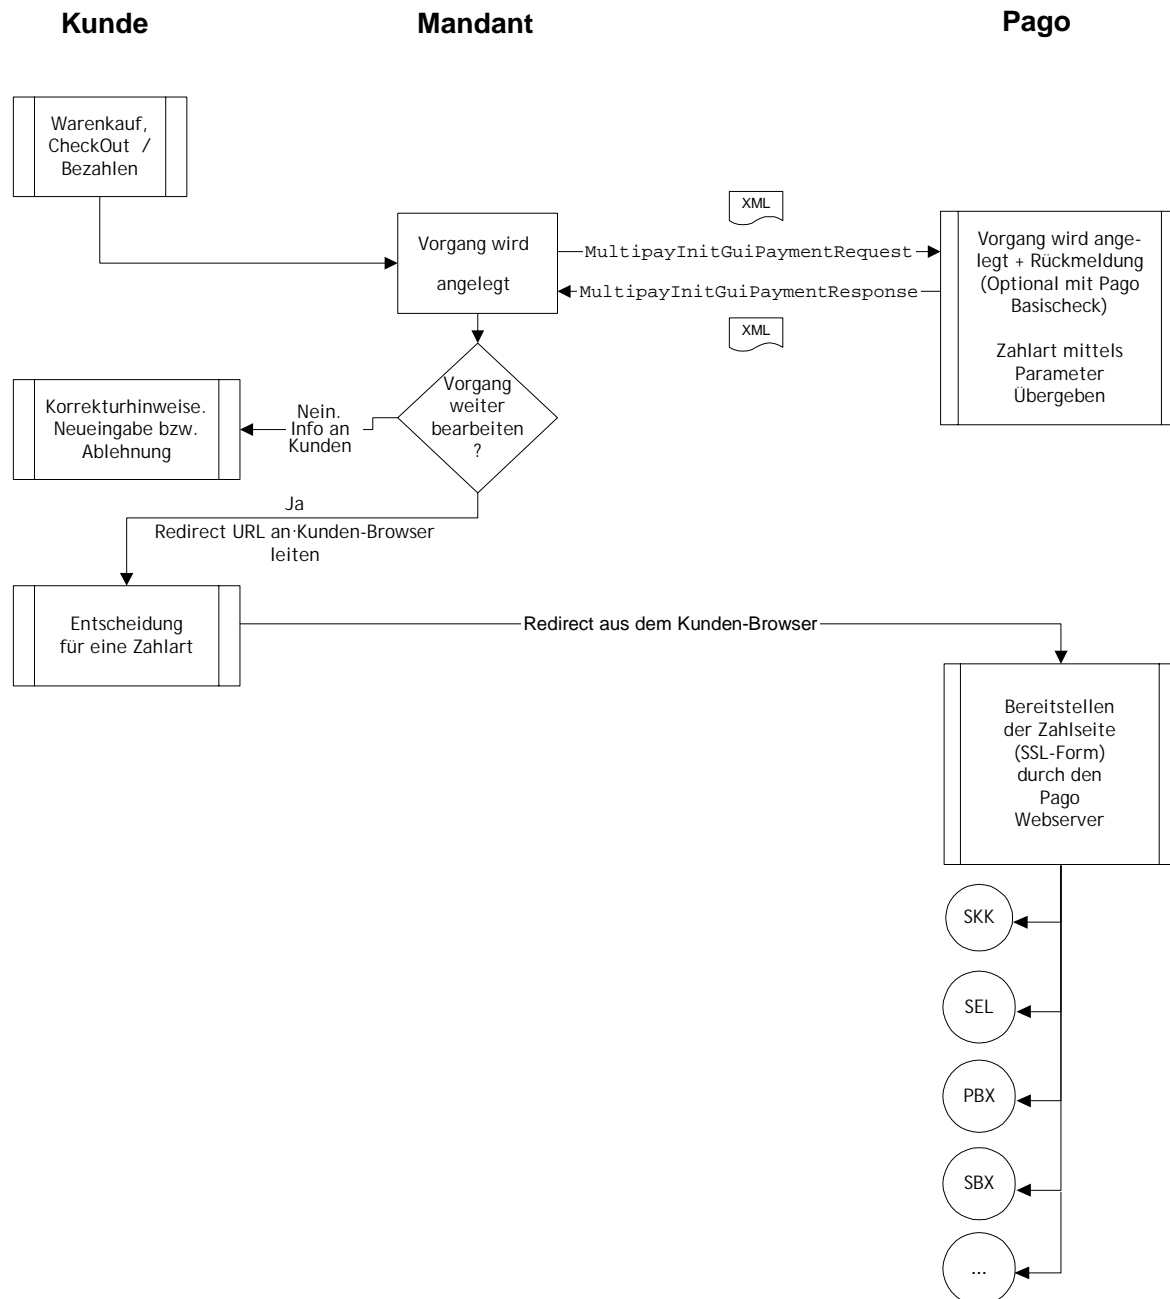 Kunde
Mandant
Pago
Warenkauf,
CheckOut /
Bezahlen
XML
Vorgang wird
angelegt
MultipayInitGuiPaymentRequest
MultipayInitGuiPaymentResponse
XML
Vorgang wird ange-
legt + Rückmeldung
(Optional mit Pago
Basischeck)
Zahlart mittels
Parameter
Übergeben
Vorgang
weiter
bearbeiten
?
Nein.
Info an
Kunden
Korrekturhinweise.
Neueingabe bzw.
Ablehnung
Ja
Redirect URL an·Kunden-Browser
leiten
Entscheidung
für eine Zahlart
Redirect aus dem Kunden-Browser
Bereitstellen
der Zahlseite
(SSL-Form)
durch den
Pago
Webserver
SKK
SEL
PBX
SBX
...